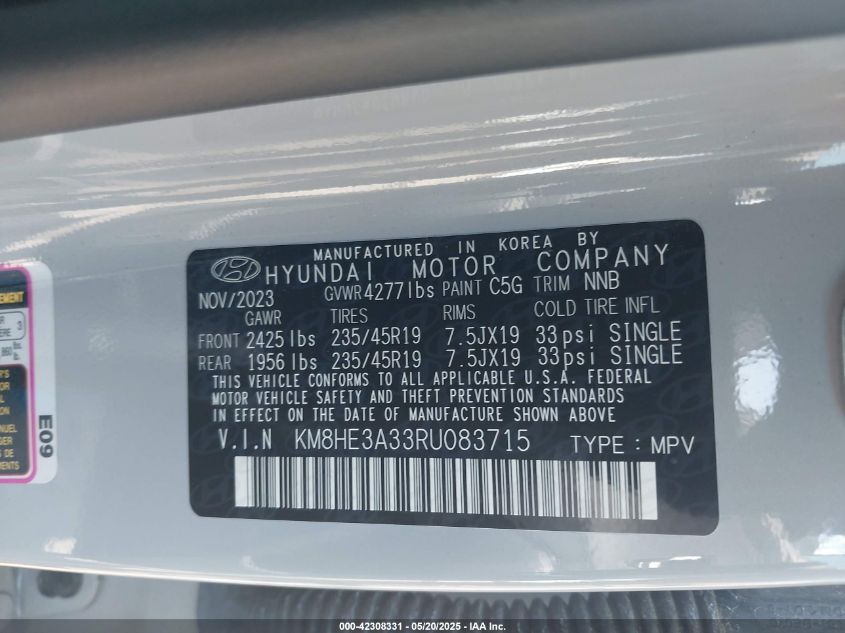 MANUFACTURED IN KOREA BY
HYUNDAI MOTOR COMPANY
NOV/2023 GVWR 4277lbs PAINT C5G TRIM NNB
GAWR TIRES RIMS COLD TIRE INFL
FRONT 2425lbs 235/45R19 7.5JX19 33psi SINGLE
REAR 1956lbs 235/45R19 7.5JX19 33psi SINGLE
THIS VEHICLE CONFORMS TO ALL APPLICABLE U.S.A. FEDERAL
MOTOR VEHICLE SAFETY AND THEFT PREVENTION STANDARDS
IN EFFECT ON THE DATE OF MANUFACTURE SHOWN ABOVE
V.I.N KM8HE3A33RU083715 TYPE : MPV
E09
000-42308331 - 05/20/2025 - © IAA Inc.